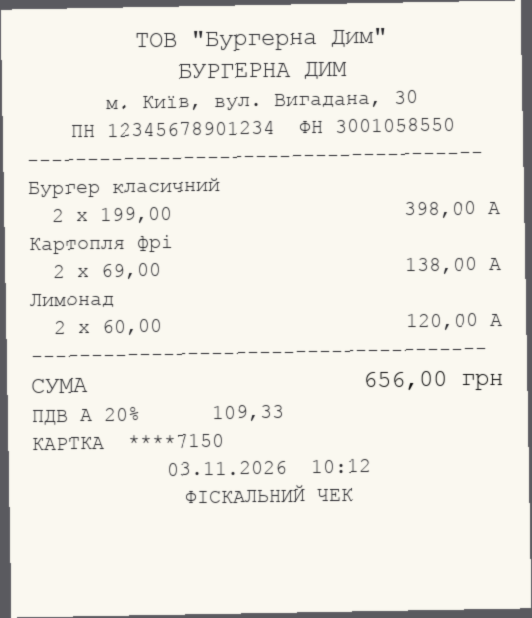 ТОВ "Бургерна Дим"
БУРГЕРНА ДИМ
м. Київ, вул. Вигадана, 30
ПН 12345678901234 ФН 3001058550
--------------------------------------
Бургер класичний
2 x 199,00 398,00 А
Картопля фрі
2 x 69,00 138,00 А
Лимонад
2 x 60,00 120,00 А
--------------------------------------
СУМА 656,00 грн
ПДВ А 20% 109,33
КАРТКА ****7150
03.11.2026 10:12
ФІСКАЛЬНИЙ ЧЕК